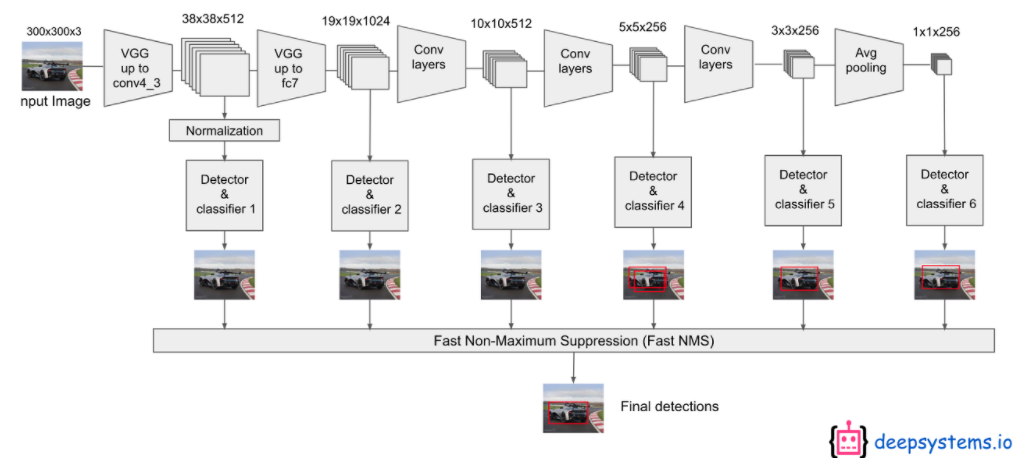 300x300x3
38x38x512
19x19x1024
10x10x512
5x5x256
3x3x256
1x1x256
nput Image
VGG
up to
conv4_3
VGG
up to
fc7
Conv
layers
Conv
layers
Conv
layers
Avg
pooling
Normalization
Detector
&
classifier 1
Detector
&
classifier 2
Detector
&
classifier 3
Detector
&
classifier 4
Detector
&
classifier 5
Detector
&
classifier 6
Fast Non-Maximum Suppression (Fast NMS)
Final detections
deepsystems.io